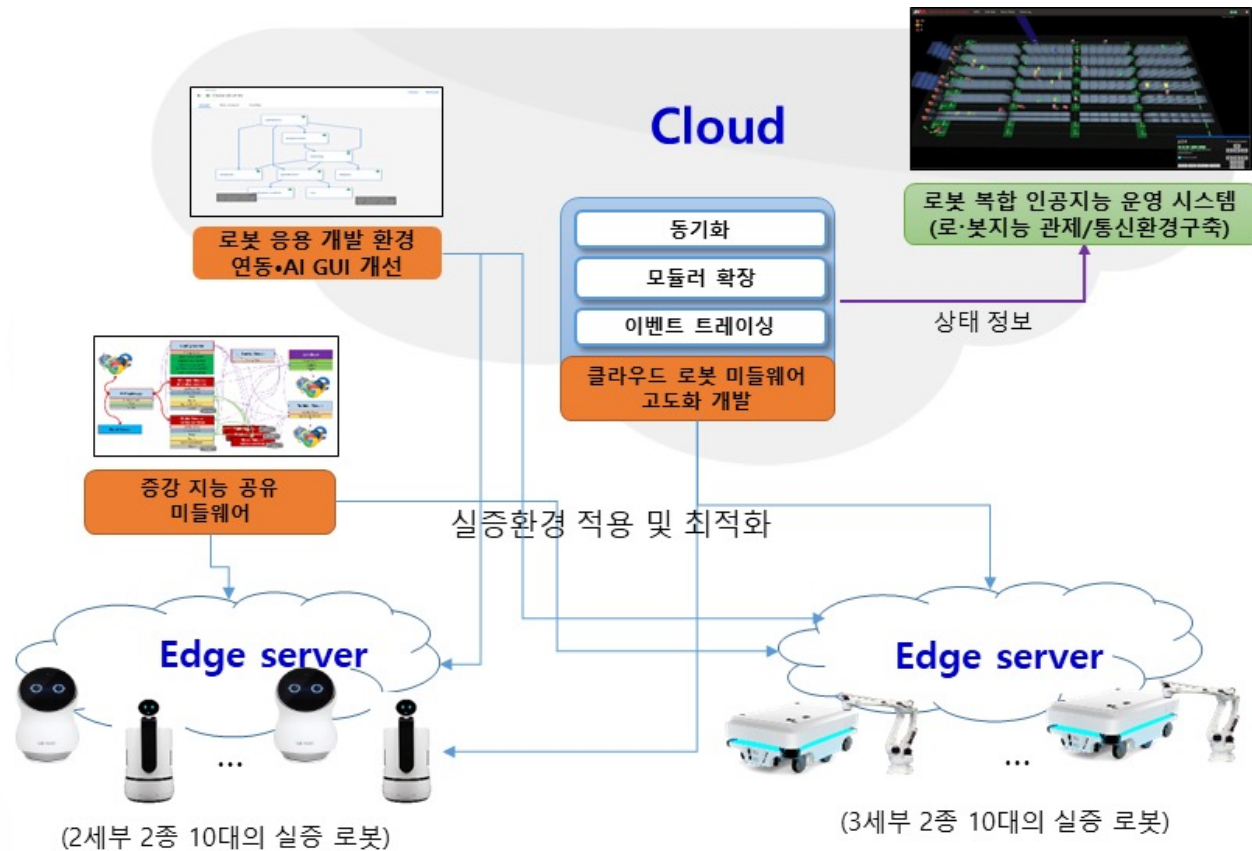 Cloud
로봇 복합 인공지능 운영 시스템
(로·봇지능 관제/통신환경구축)
로봇 응용 개발 환경
연동•AI GUI 개선
동기화
모듈러 확장
이벤트 트레이싱
클라우드 로봇 미들웨어
고도화 개발
상태 정보
증강 지능 공유
미들웨어
실증환경 적용 및 최적화
Edge server
Edge server
...
...
(2세부 2종 10대의 실증 로봇)
(3세부 2종 10대의 실증 로봇)